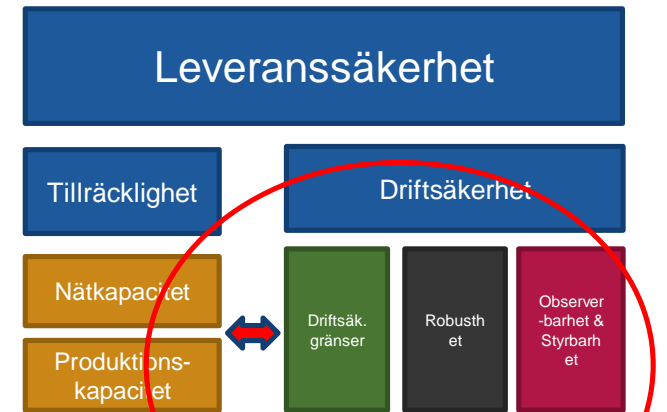 Leveranssäkerhet
Tillräcklighet
Driftsäkerhet
Nätkapacitet
Produktions-
kapacitet
Driftsäk.
gränser
Robusth
et
Observer
-barhet &
Styrbarh
et